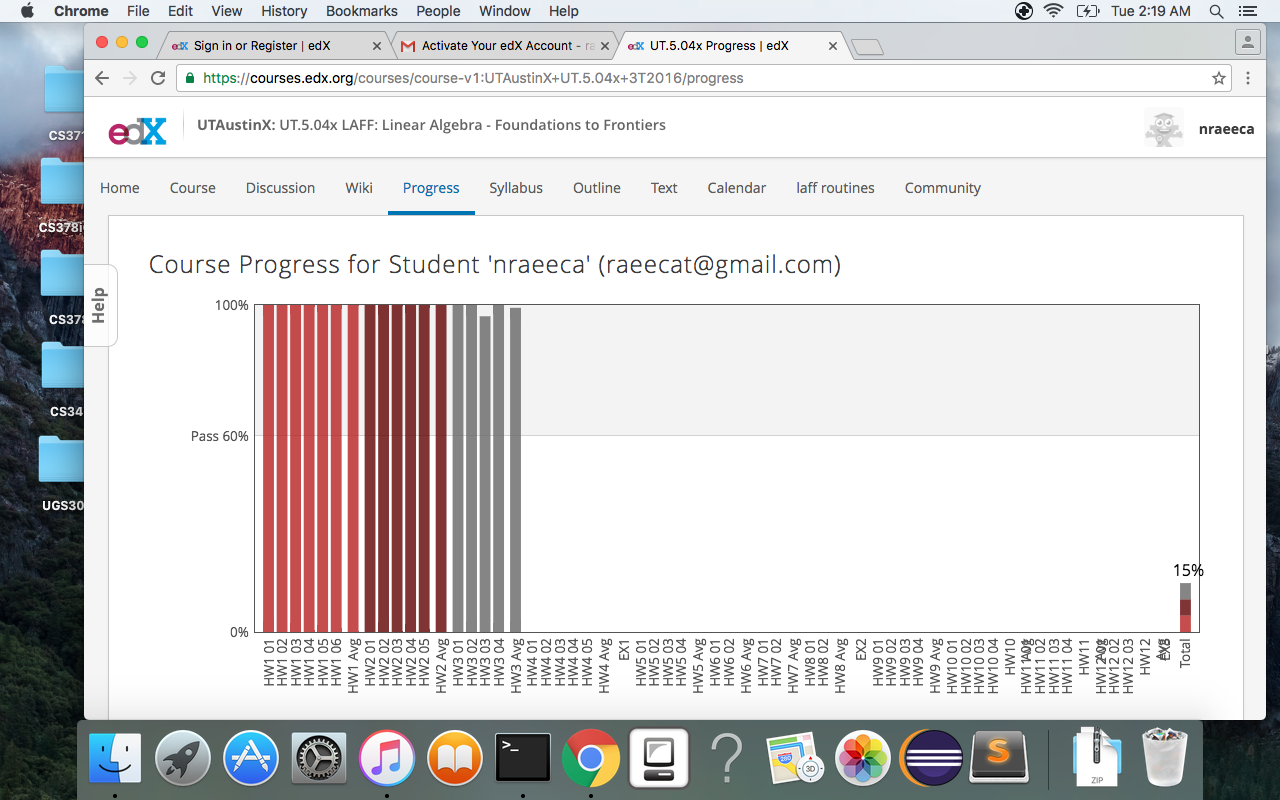 Chrome File Edit View History Bookmarks People Window Help Tue 2:19 AM
edX Sign in or Register | edX
Activate Your edX Account - ra
edX UT.5.04x Progress | edX
https://courses.edx.org/courses/course-v1:UTAustinX+UT.5.04x+3T2016/progress
edX UTAustinX: UT.5.04x LAFF: Linear Algebra - Foundations to Frontiers nraeeca
Home Course Discussion Wiki Progress Syllabus Outline Text Calendar laff routines Community
Course Progress for Student 'nraeeca' (raeecat@gmail.com)
Help
CS371
CS378i
CS378
CS34
UGS30
100%
Pass 60%
0%
15%
HW1 01
HW1 02
HW1 03
HW1 04
HW1 05
HW1 06
HW1 Avg
HW2 01
HW2 02
HW2 03
HW2 04
HW2 05
HW2 Avg
HW3 01
HW3 02
HW3 03
HW3 04
HW3 Avg
HW4 01
HW4 02
HW4 03
HW4 04
HW4 05
HW4 Avg
EX1
HW5 01
HW5 02
HW5 03
HW5 04
HW5 Avg
HW6 01
HW6 02
HW6 Avg
HW7 01
HW7 02
HW7 Avg
HW8 01
HW8 02
HW8 Avg
EX2
HW9 01
HW9 02
HW9 03
HW9 04
HW9 Avg
HW10 01
HW10 02
HW10 03
HW10 04
HW10 Avg
HW11 01
HW11 02
HW11 03
HW11 04
HW11 Avg
HW12 01
HW12 02
HW12 03
HW12 Avg
EX3
Total
>_
280
3D
S
ZIP